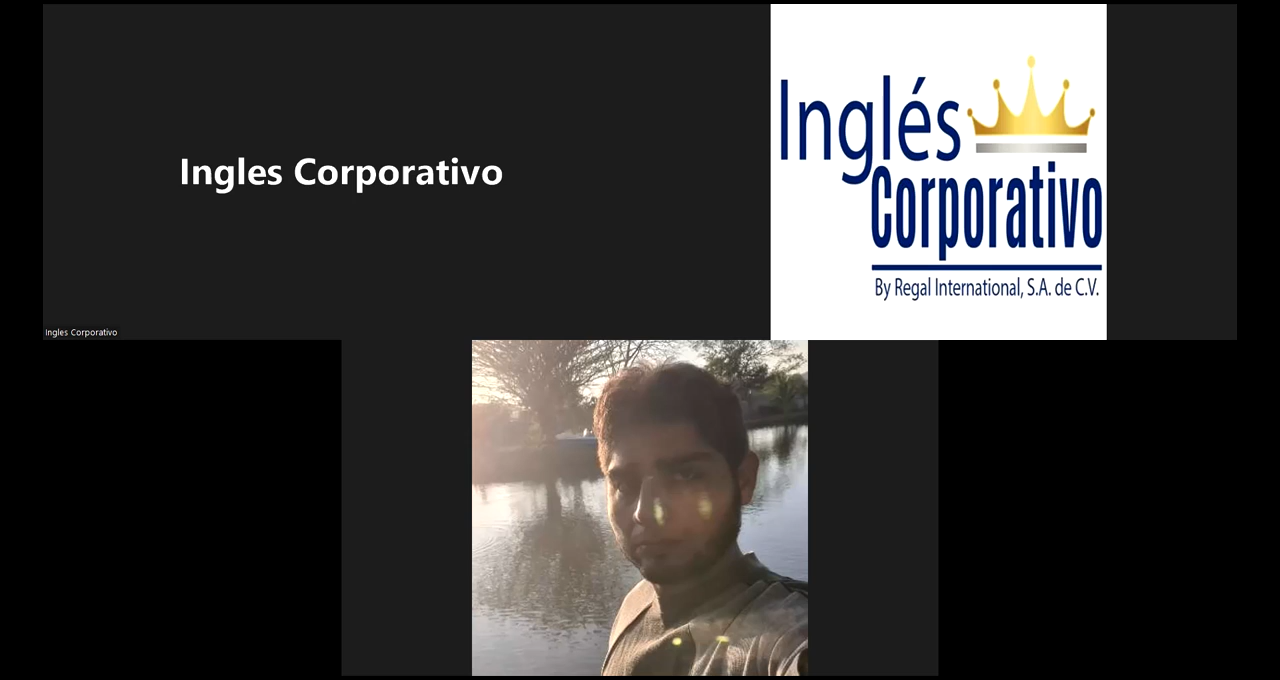 Ingles Corporativo
Inglés
Corporativo
By Regal International, S.A. de C.V.
Ingles Corporativo